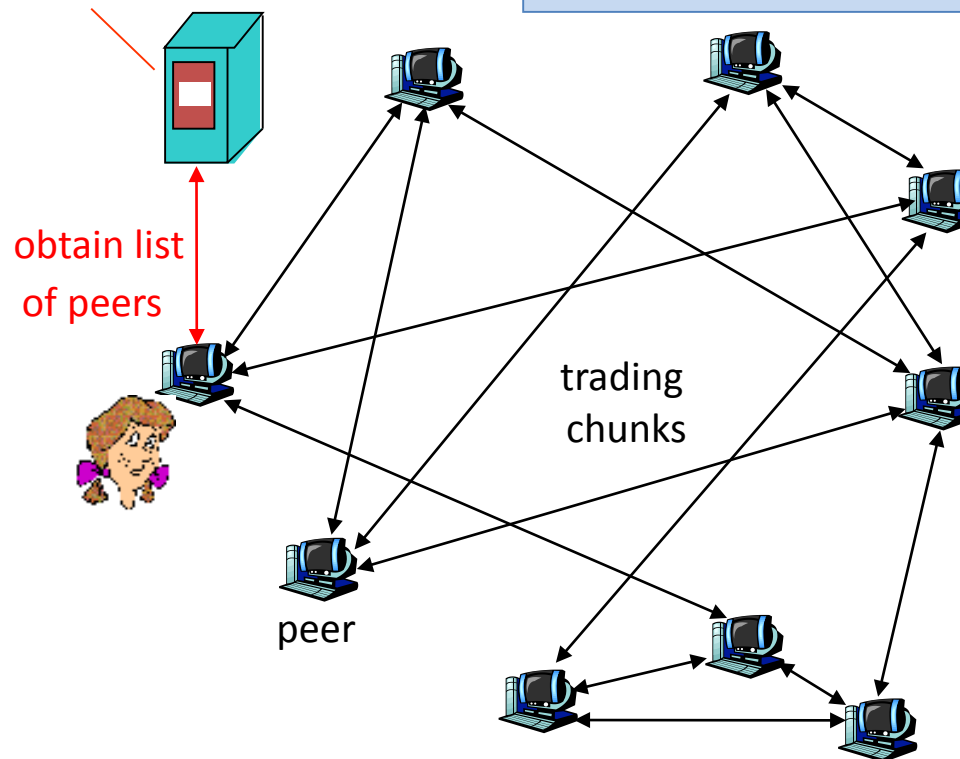 obtain list
of peers
trading
chunks
peer